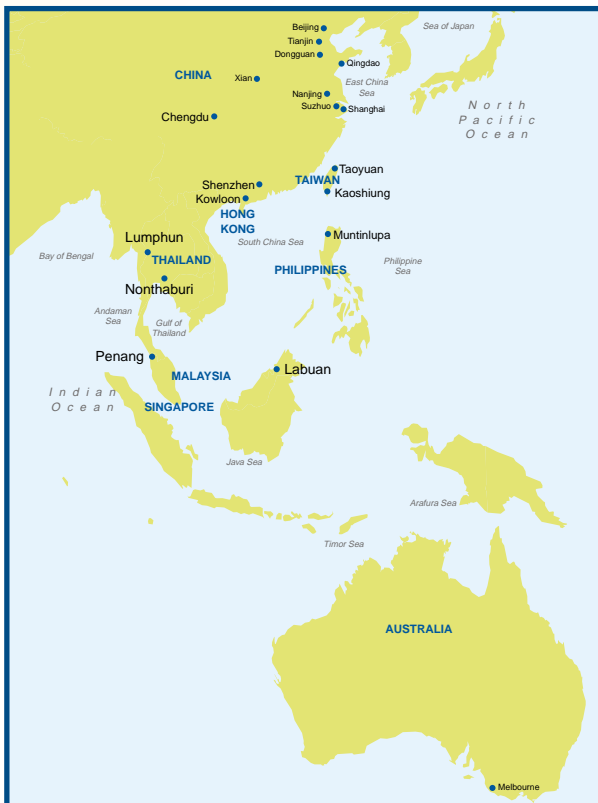 Beijing
Sea of Japan
Tianjin
Dongguan
Qingdao
CHINA
Xian
East China
Sea
Nanjing
Suzhuo
Shanghai
North
Pacific
Ocean
Chengdu
Taoyuan
TAIWAN
Shenzhen
Kaoshiung
Kowloon
HONG
KONG
Muntinlupa
Lumphun
South China Sea
Bay of Bengal
THAILAND
PHILIPPINES
Philippine
Sea
Nonthaburi
Andaman
Sea
Gulf of
Thailand
Penang
Labuan
MALAYSIA
Indian
Ocean
SINGAPORE
Java Sea
Arafura Sea
Timor Sea
AUSTRALIA
Melbourne